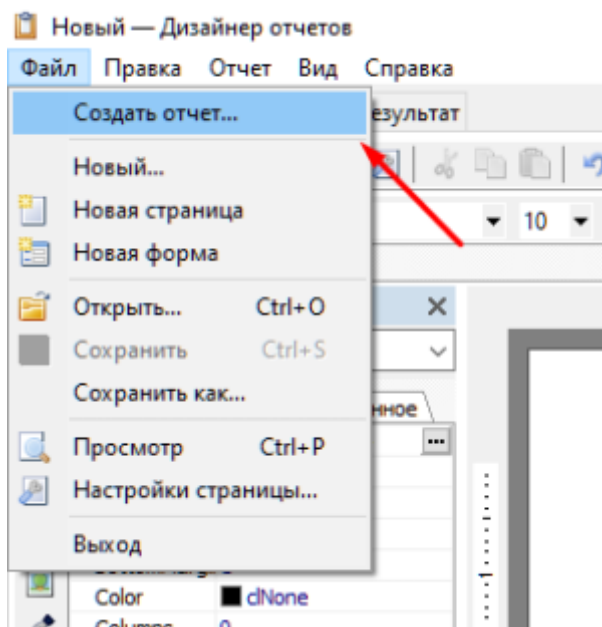 Новый — Дизайнер отчетов
Файл Правка Отчет Вид Справка
Создать отчет...
езультат
Новый...
Новая страница
10
Новая форма
Открыть... Ctrl+O
Сохранить Ctrl+S
Сохранить как...
нное
Просмотр Ctrl+P
...
Настройки страницы...
Выход
Color clNone
1